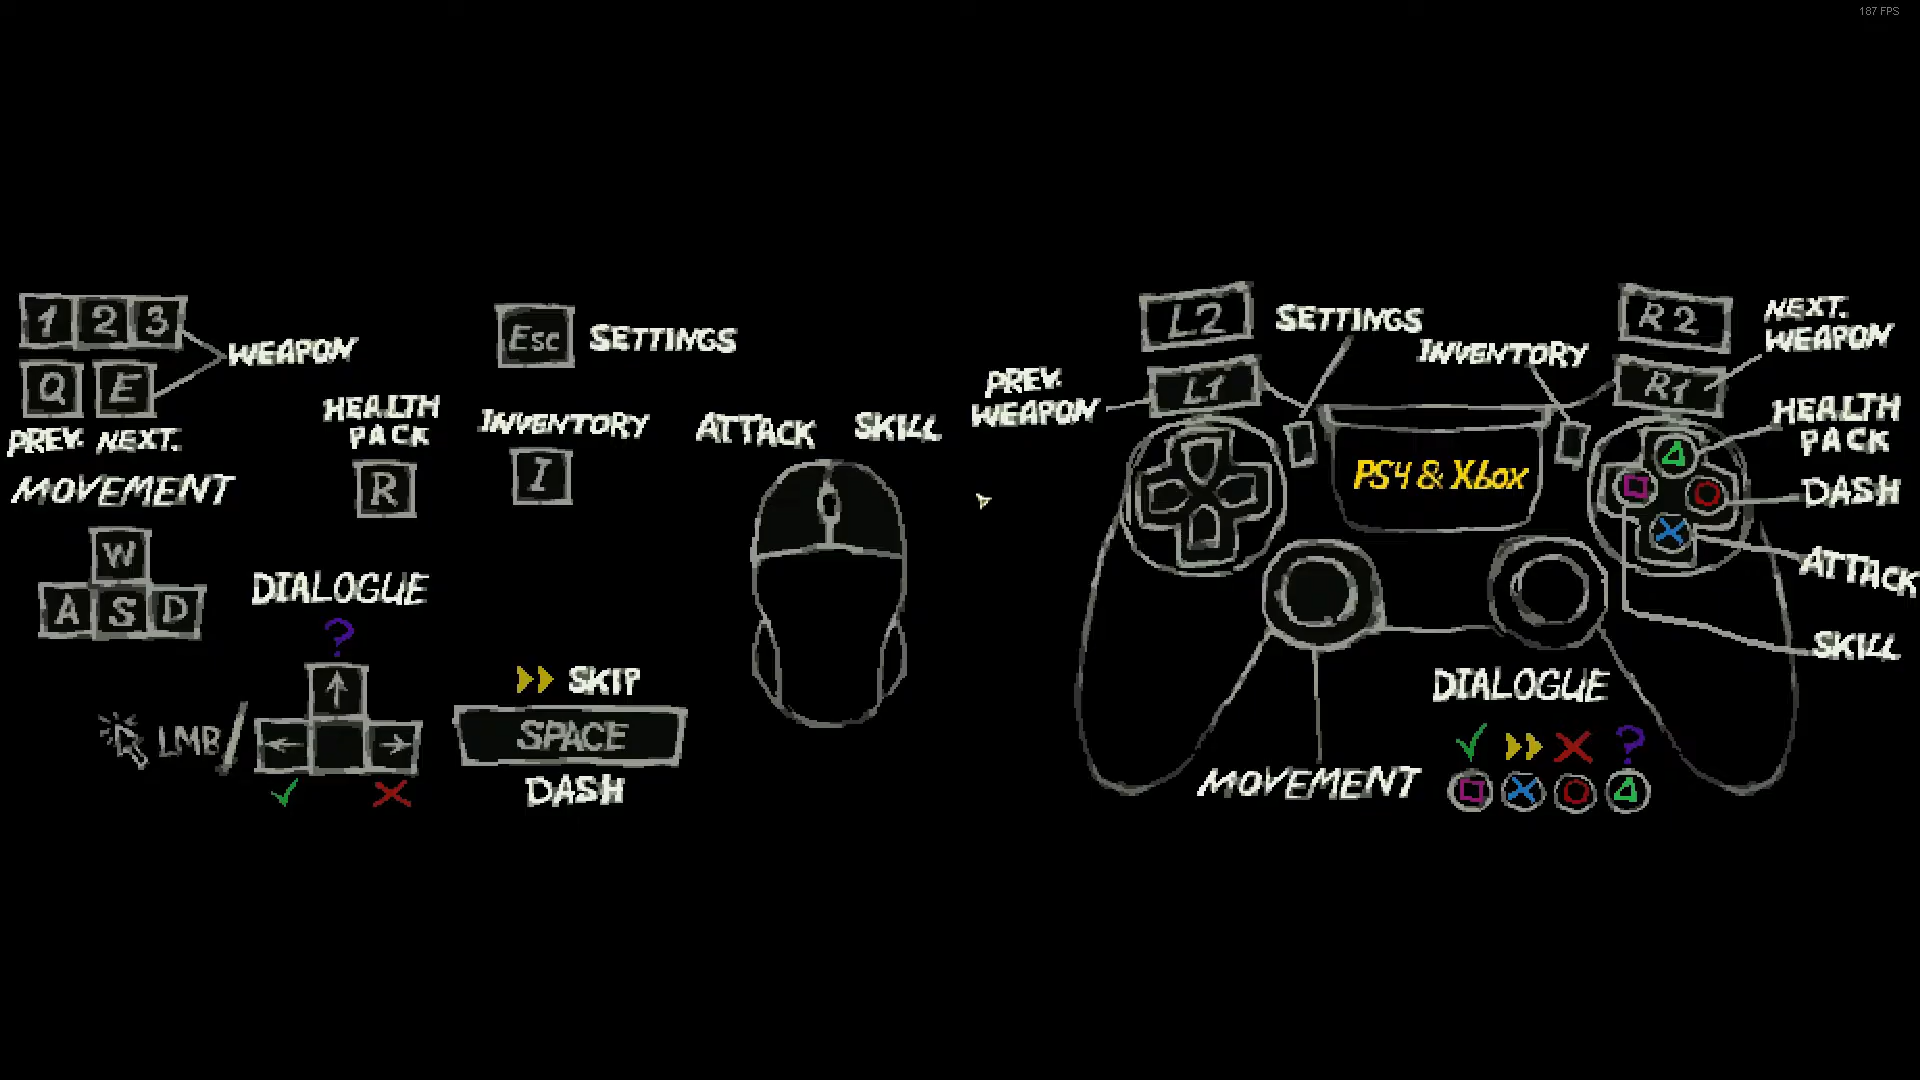 187 FPS
1 2 3
WEAPON
Q E
PREV. NEXT.
Esc SETTINGS
HEALTH
PACK
R
INVENTORY
I
ATTACK SKILL
MOVEMENT
W
A S D
DIALOGUE
?
↑
← →
LMB/
SKIP
SPACE
DASH
L2
L1
PREV.
WEAPON
SETTINGS
INVENTORY
R2
R1
NEXT.
WEAPON
HEALTH
PACK
PS4 & Xbox
DASH
ATTACK
SKILL
MOVEMENT
DIALOGUE
?